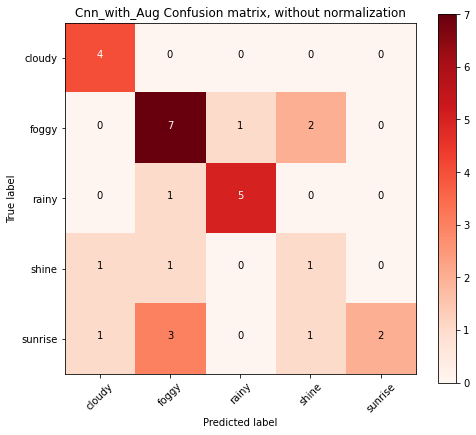 Cnn_with_Aug Confusion matrix, without normalization
cloudy 4 0 0 0 0
foggy 0 7 1 2 0
rainy 0 1 5 0 0
shine 1 1 0 1 0
sunrise 1 3 0 1 2
True label
cloudy foggy rainy shine sunrise
Predicted label
7
6
5
4
3
2
1
0